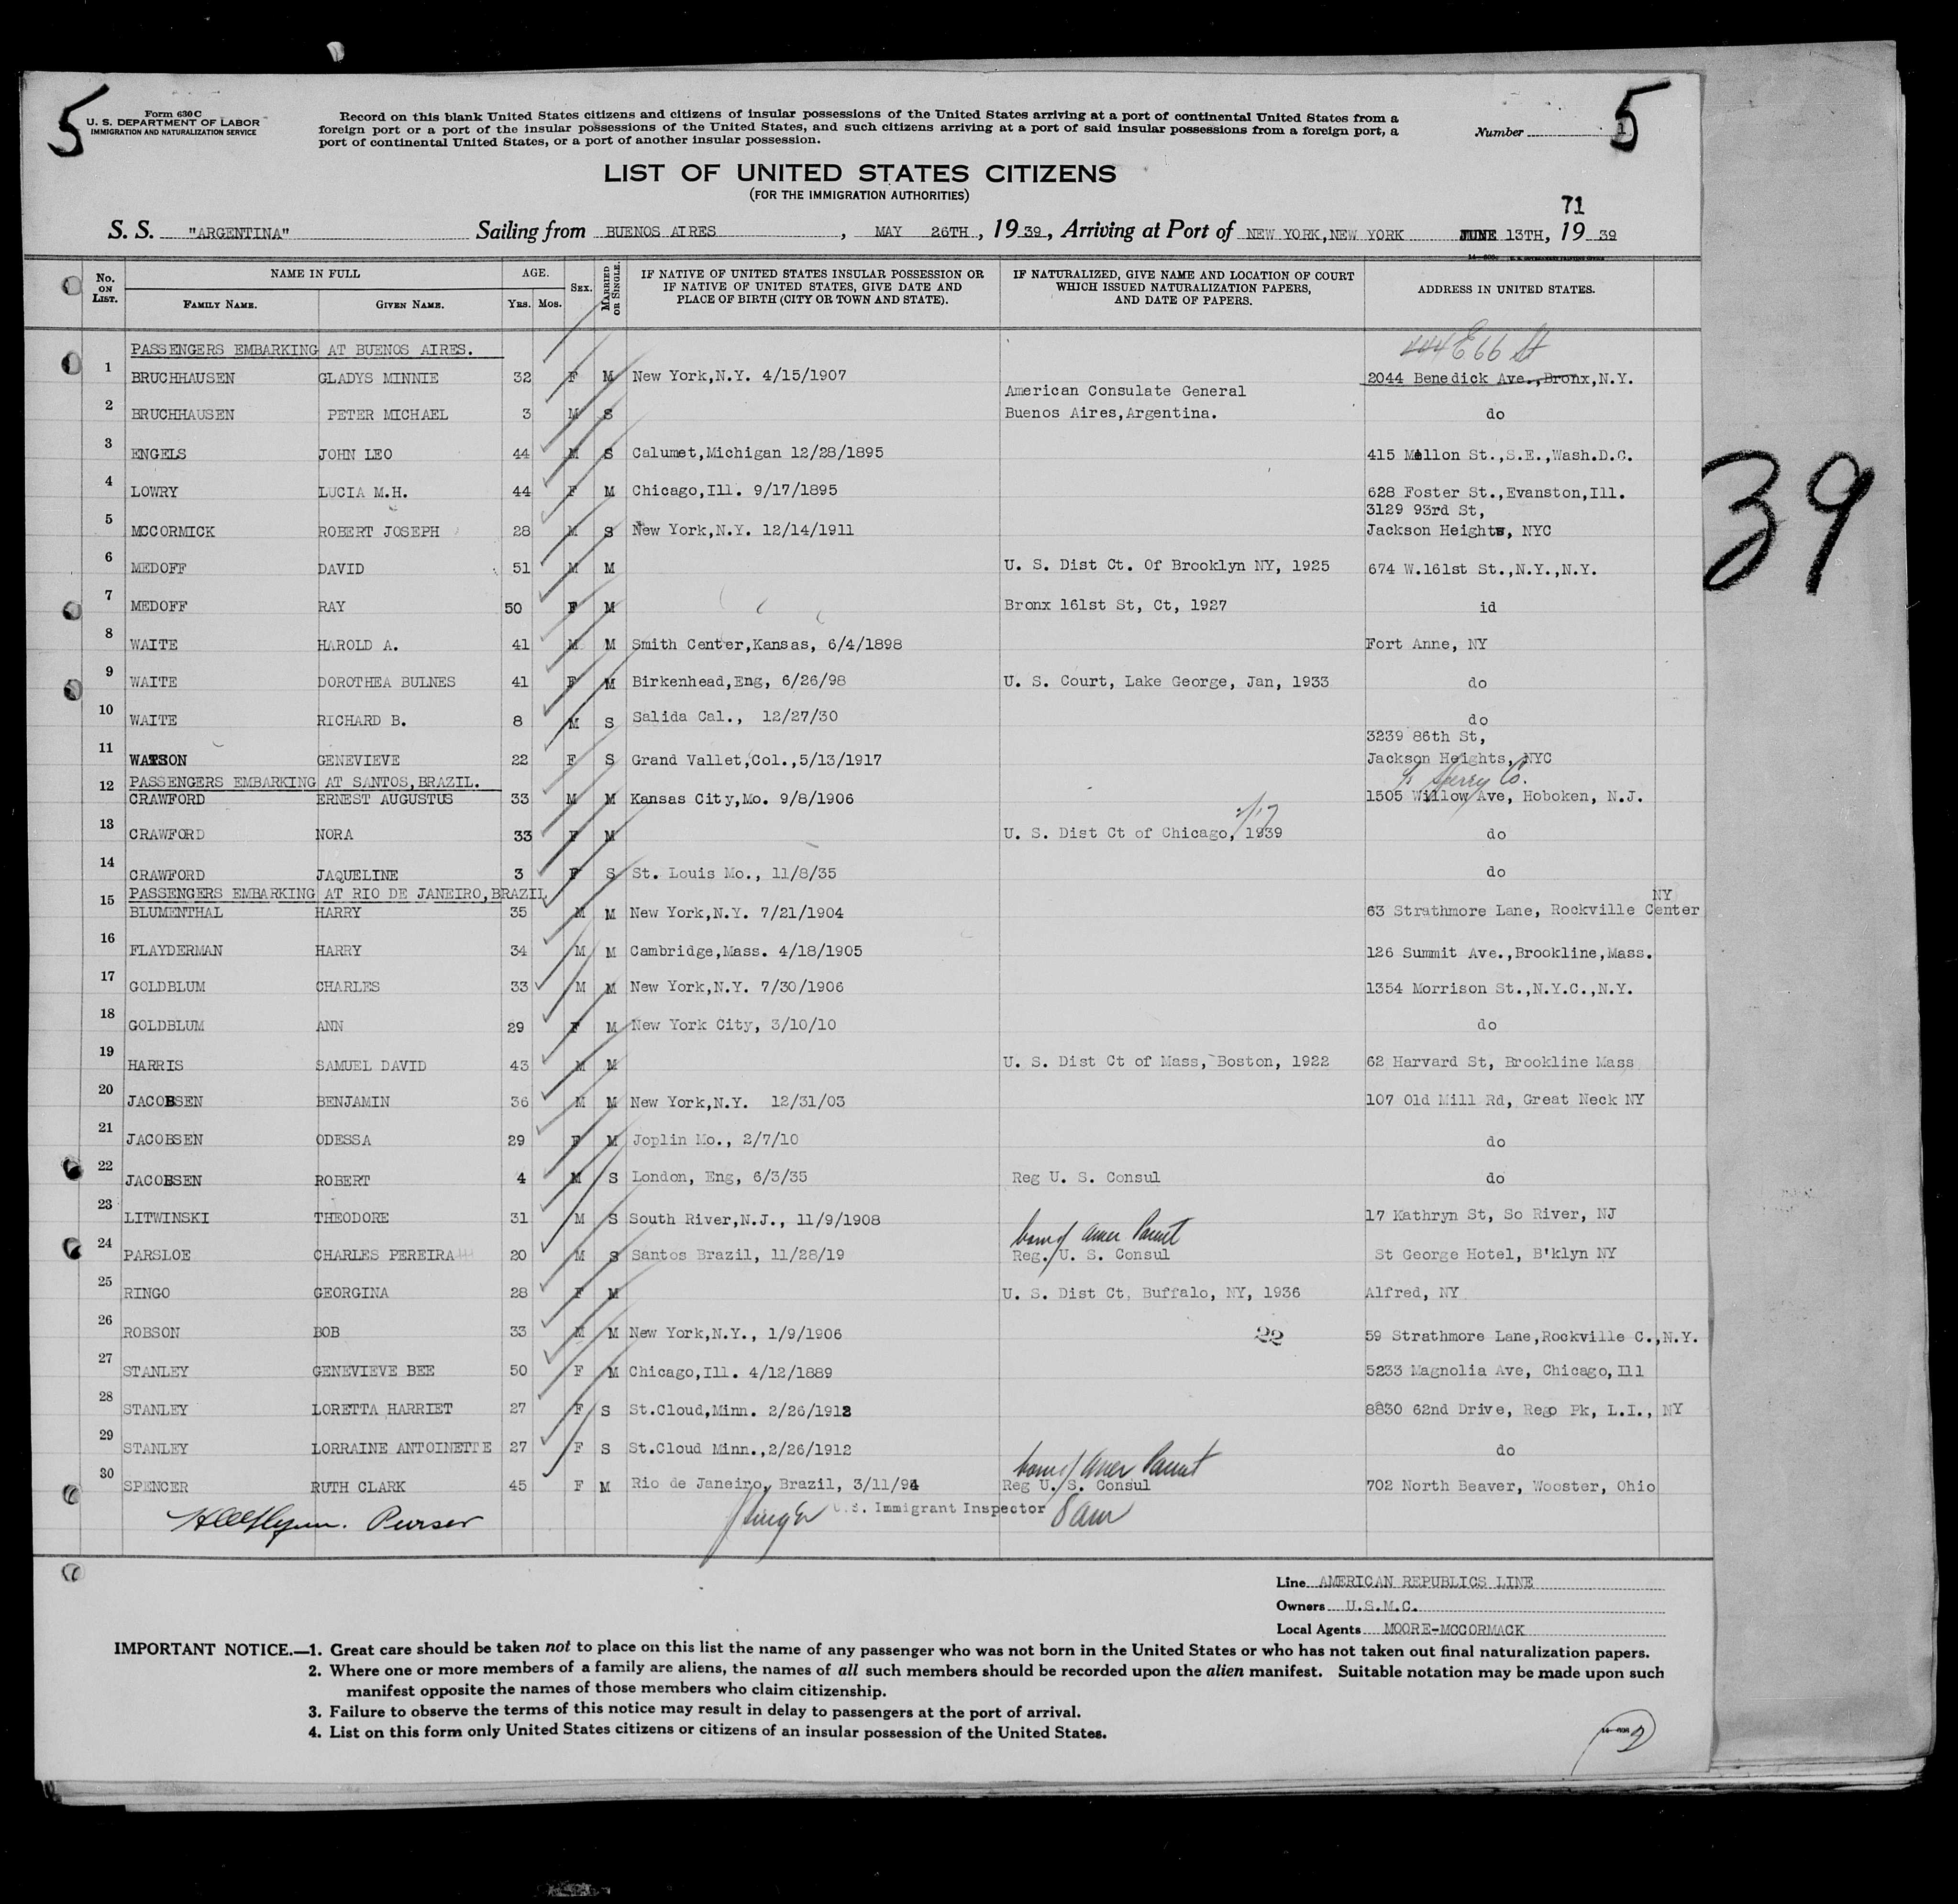 5
Form 630 C
U. S. DEPARTMENT OF LABOR
IMMIGRATION AND NATURALIZATION SERVICE
Record on this blank United States citizens and citizens of insular possessions of the United States arriving at a port of continental United States from a
foreign port or a port of the insular possessions of the United States, and such citizens arriving at a port of said insular possessions from a foreign port, a
port of continental United States, or a port of another insular possession.
Number 5
LIST OF UNITED STATES CITIZENS
(FOR THE IMMIGRATION AUTHORITIES)
71
S. S. "ARGENTINA" Sailing from BUENOS AIRES, MAY 26TH, 19 39, Arriving at Port of NEW YORK,NEW YORK JUNE 13TH, 19 39
No. ON LIST. NAME IN FULL FAMILY NAME. GIVEN NAME. AGE. YRS. MOS. SEX. MARRIED OR SINGLE. IF NATIVE OF UNITED STATES INSULAR POSSESSION OR IF NATIVE OF UNITED STATES, GIVE DATE AND PLACE OF BIRTH (CITY OR TOWN AND STATE). IF NATURALIZED, GIVE NAME AND LOCATION OF COURT WHICH ISSUED NATURALIZATION PAPERS, AND DATE OF PAPERS. ADDRESS IN UNITED STATES.
PASSENGERS EMBARKING AT BUENOS AIRES.
444 E 66 St
1 BRUCHHAUSEN GLADYS MINNIE 32 F M New York,N.Y. 4/15/1907 2044 Benedick Ave.,Bronx,N.Y.
2 BRUCHHAUSEN PETER MICHAEL 3 M S American Consulate General Buenos Aires,Argentina. do
3 ENGELS JOHN LEO 44 M S Calumet,Michigan 12/28/1895 415 Mellon St.,S.E.,Wash.D.C.
4 LOWRY LUCIA M.H. 44 F M Chicago,Ill. 9/17/1895 628 Foster St.,Evanston,Ill.
5 MCCORMICK ROBERT JOSEPH 28 M S New York,N.Y. 12/14/1911 3129 93rd St, Jackson Heights, NYC
6 MEDOFF DAVID 51 M M U. S. Dist Ct. Of Brooklyn NY, 1925 674 W.161st St.,N.Y.,N.Y.
7 MEDOFF RAY 50 F M Bronx 161st St, Ct, 1927 id
8 WAITE HAROLD A. 41 M M Smith Center,Kansas, 6/4/1898 Fort Anne, NY
9 WAITE DOROTHEA BULNES 41 F M Birkenhead,Eng, 6/26/98 U. S. Court, Lake George, Jan, 1933 do
10 WAITE RICHARD B. 8 M S Salida Cal., 12/27/30 do
11 WATSON GENEVIEVE 22 F S Grand Vallet,Col.,5/13/1917 3239 86th St, Jackson Heights, NYC
PASSENGERS EMBARKING AT SANTOS,BRAZIL.
Sperry Co.
12 CRAWFORD ERNEST AUGUSTUS 33 M M Kansas City,Mo. 9/8/1906 1505 Willow Ave, Hoboken, N.J.
13 CRAWFORD NORA 33 F M U. S. Dist Ct of Chicago, 1939 do
14 CRAWFORD JAQUELINE 3 F S St. Louis Mo., 11/8/35 do
PASSENGERS EMBARKING AT RIO DE JANEIRO,BRAZIL
15 BLUMENTHAL HARRY 35 M M New York,N.Y. 7/21/1904 63 Strathmore Lane, Rockville Center NY
16 FLAYDERMAN HARRY 34 M M Cambridge,Mass. 4/18/1905 126 Summit Ave.,Brookline,Mass.
17 GOLDBLUM CHARLES 33 M M New York,N.Y. 7/30/1906 1354 Morrison St.,N.Y.C.,N.Y.
18 GOLDBLUM ANN 29 F M New York City, 3/10/10 do
19 HARRIS SAMUEL DAVID 43 M M U. S. Dist Ct of Mass, Boston, 1922 62 Harvard St, Brookline Mass
20 JACOBSEN BENJAMIN 36 M M New York,N.Y. 12/31/03 107 Old Mill Rd, Great Neck NY
21 JACOBSEN ODESSA 29 F M Joplin Mo., 2/7/10 do
22 JACOBSEN ROBERT 4 M S London, Eng, 6/3/35 Reg U. S. Consul do
23 LITWINSKI THEODORE 31 M S South River,N.J., 11/9/1908 17 Kathryn St, So River, NJ
born of Amer Parent
24 PARSLOE CHARLES PEREIRA 20 M S Santos Brazil, 11/28/19 Reg. U. S. Consul St George Hotel, B'klyn NY
25 RINGO GEORGINA 28 F M U. S. Dist Ct, Buffalo, NY, 1936 Alfred, NY
26 ROBSON BOB 33 M M New York,N.Y., 1/9/1906 22 59 Strathmore Lane,Rockville C.,N.Y.
27 STANLEY GENEVIEVE BEE 50 F M Chicago,Ill. 4/12/1889 5233 Magnolia Ave, Chicago,Ill
28 STANLEY LORETTA HARRIET 27 F S St.Cloud,Minn. 2/26/1912 8830 62nd Drive, Rego Pk, L.I., NY
29 STANLEY LORRAINE ANTOINETTE 27 F S St.Cloud Minn.,2/26/1912 do
born of Amer Parent
30 SPENCER RUTH CLARK 45 F M Rio de Janeiro, Brazil, 3/11/94 Reg U. S. Consul 702 North Beaver, Wooster, Ohio
Purser U.S. Immigrant Inspector
39
Line AMERICAN REPUBLICS LINE
Owners U.S.M.C.
Local Agents MOORE-MCCORMACK
IMPORTANT NOTICE.—1. Great care should be taken not to place on this list the name of any passenger who was not born in the United States or who has not taken out final naturalization papers.
2. Where one or more members of a family are aliens, the names of all such members should be recorded upon the alien manifest. Suitable notation may be made upon such
manifest opposite the names of those members who claim citizenship.
3. Failure to observe the terms of this notice may result in delay to passengers at the port of arrival.
4. List on this form only United States citizens or citizens of an insular possession of the United States.